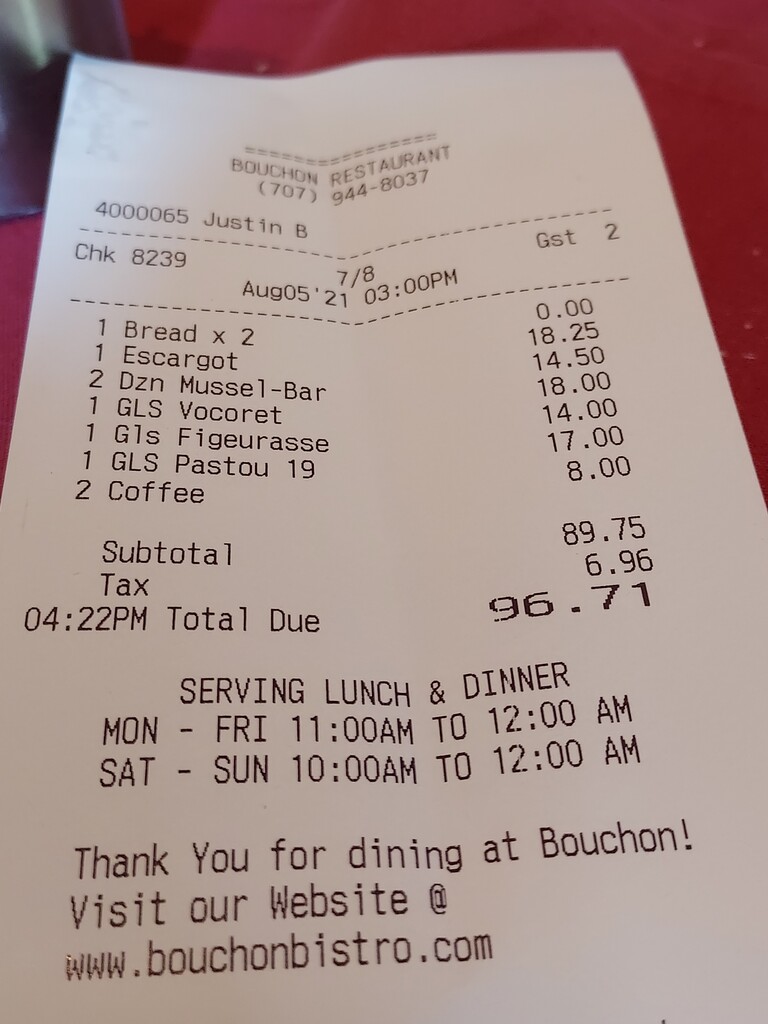 ================
BOUCHON RESTAURANT
(707) 944-8037
4000065 Justin B
--------------------------------
Chk 8239 7/8 Gst 2
Aug05'21 03:00PM
--------------------------------
1 Bread x 2 0.00
1 Escargot 18.25
2 Dzn Mussel-Bar 14.50
1 GLS Vocoret 18.00
1 Gls Figeurasse 14.00
1 GLS Pastou 19 17.00
2 Coffee 8.00
Subtotal 89.75
Tax 6.96
04:22PM Total Due 96.71
SERVING LUNCH & DINNER
MON - FRI 11:00AM TO 12:00 AM
SAT - SUN 10:00AM TO 12:00 AM
Thank You for dining at Bouchon!
Visit our Website @
www.bouchonbistro.com